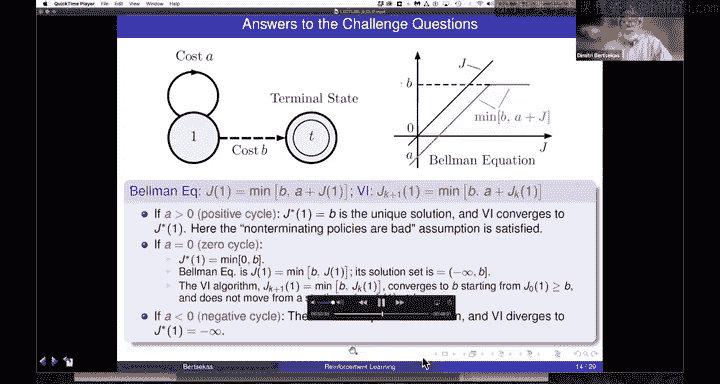 QuickTime Player File Edit View Window Help
Answers to the Challenge Questions
Dimitri Bertsekas
Cost a
1
Cost b
Terminal State
t
b
0
a
J
min[b, a + J]
J
Bellman Equation
Bellman Eq: J(1) = min [b, a + J(1)]; VI: Jk+1(1) = min [b, a + Jk(1)]
If a > 0 (positive cycle): J*(1) = b is the unique solution, and VI converges to
J*(1). Here the “nonterminating policies are bad” assumption is satisfied.
If a = 0 (zero cycle):
J*(1) = min[0, b].
Bellman Eq. is J(1) = min [b, J(1)]; its solution set is = (−∞, b].
The VI algorithm, Jk+1(1) = min [b, Jk(1)], converges to b starting from J0(1) ≥ b,
and does not move from a
If a < 0 (negative cycle): The
and VI diverges to
J*(1) = −∞.
Bertsekas Reinforcement Learning 14 / 29